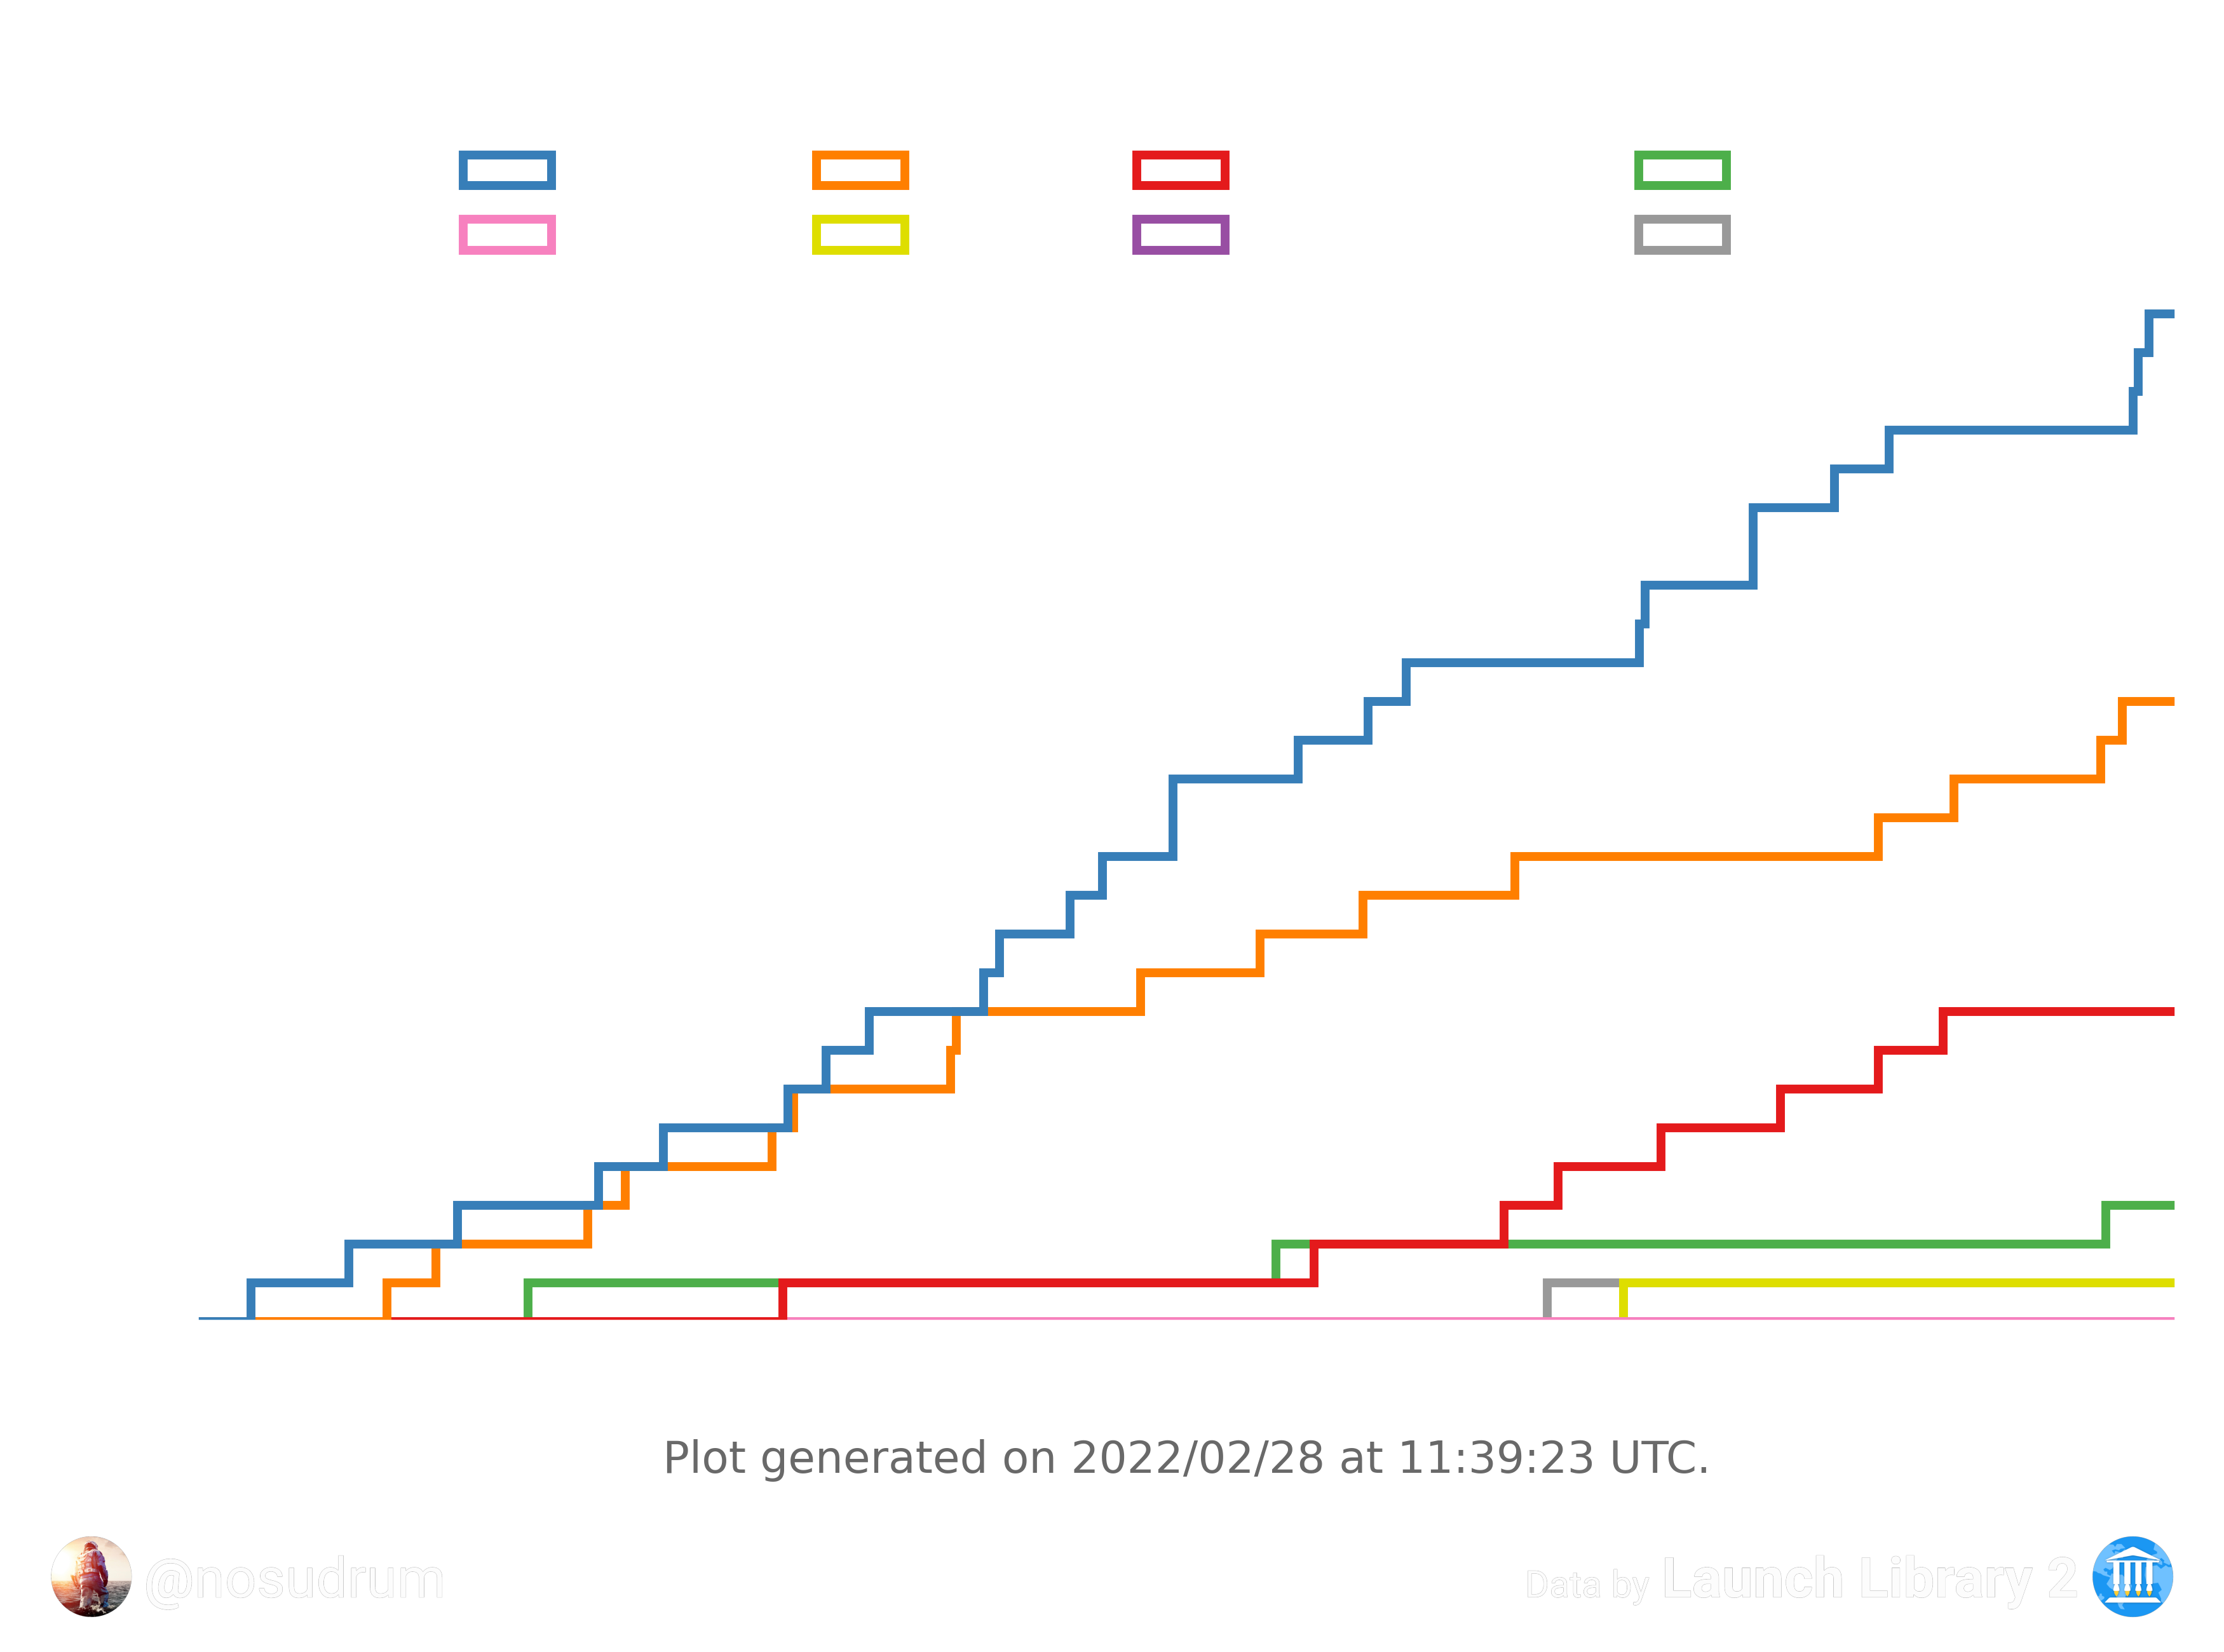 Plot generated on 2022/02/28 at 11:39:23 UTC.
@nosudrum
Data by Launch Library 2